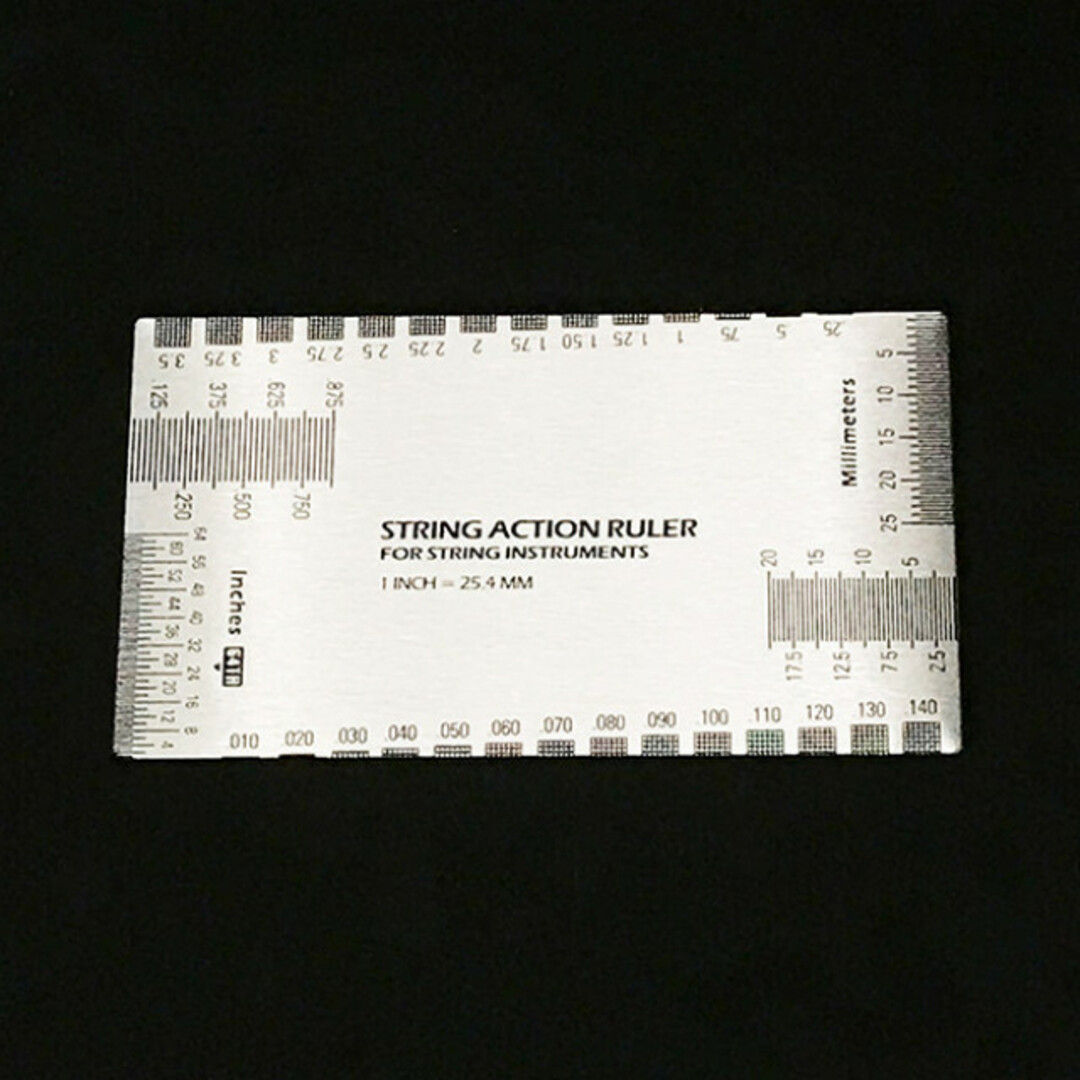 3.5 3.25 3 2.75 2.5 2.25 2 1.75 1.50 1.25 1 .75 .5 .25
.125 .375 .625 .875
.250 .500 .750
5 10 15 20 25
Millimeters
STRING ACTION RULER
FOR STRING INSTRUMENTS
1 INCH = 25.4 MM
20 15 10 5
17.5 12.5 7.5 2.5
64 56 48 40 32 24 16 8
60 52 44 36 28 20 12 4
Inches 64TH
.010 .020 .030 .040 .050 .060 .070 .080 .090 .100 .110 .120 .130 .140